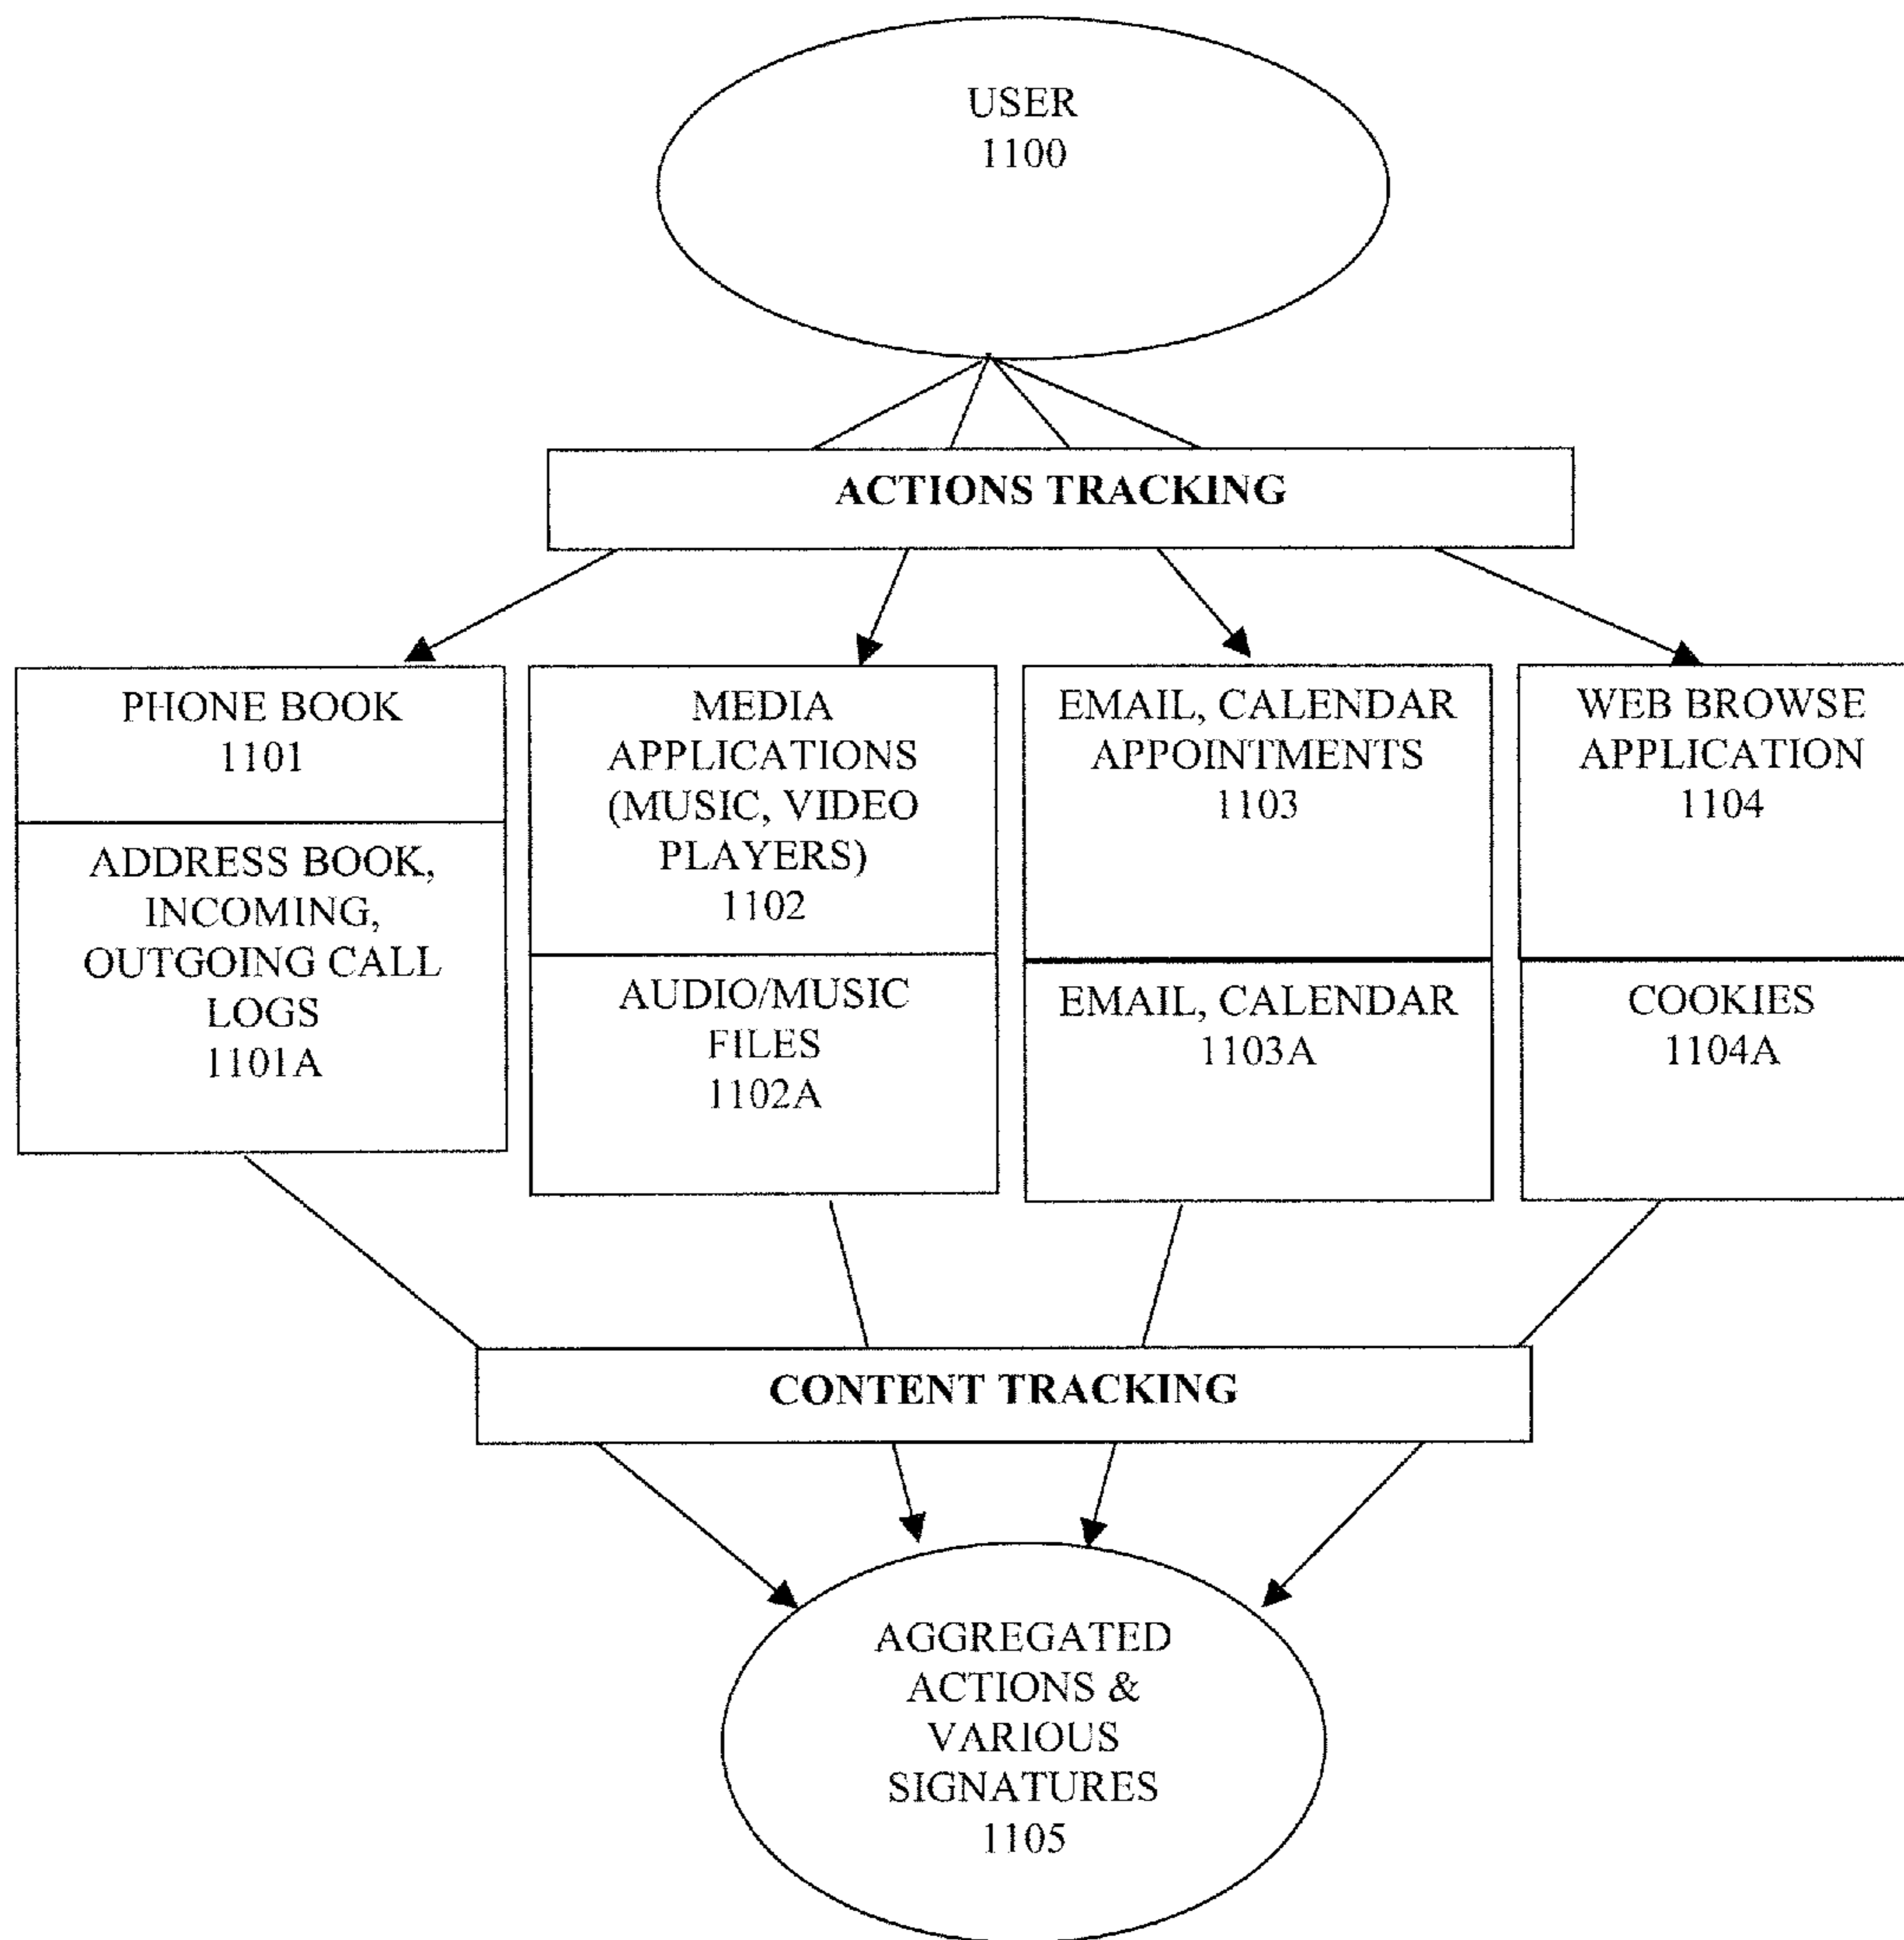 USER
1100
ACTIONS TRACKING
PHONE BOOK
1101
ADDRESS BOOK,
INCOMING,
OUTGOING CALL
LOGS
1101A
MEDIA
APPLICATIONS
(MUSIC, VIDEO
PLAYERS)
1102
AUDIO/MUSIC
FILES
1102A
EMAIL, CALENDAR
APPOINTMENTS
1103
EMAIL, CALENDAR
1103A
WEB BROWSE
APPLICATION
1104
COOKIES
1104A
CONTENT TRACKING
AGGREGATED
ACTIONS &
VARIOUS
SIGNATURES
1105